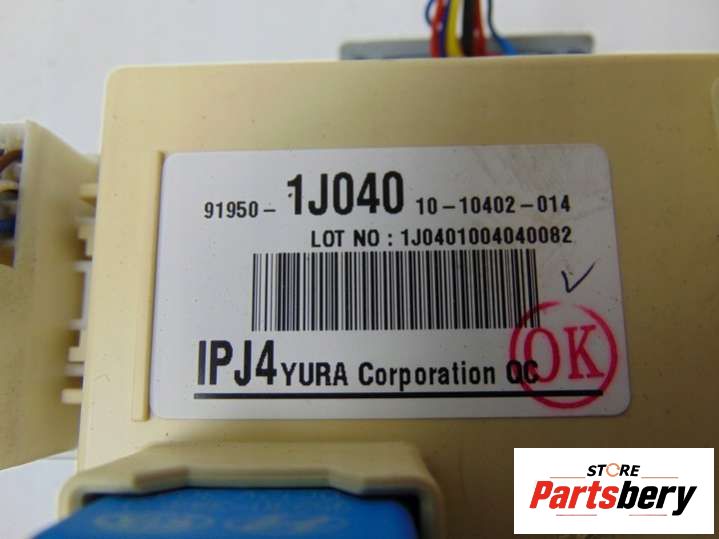 91950- 1J040 10-10402-014
LOT NO : 1J0401004040082
IPJ4 YURA Corporation QC
OK
STORE
Partsbery